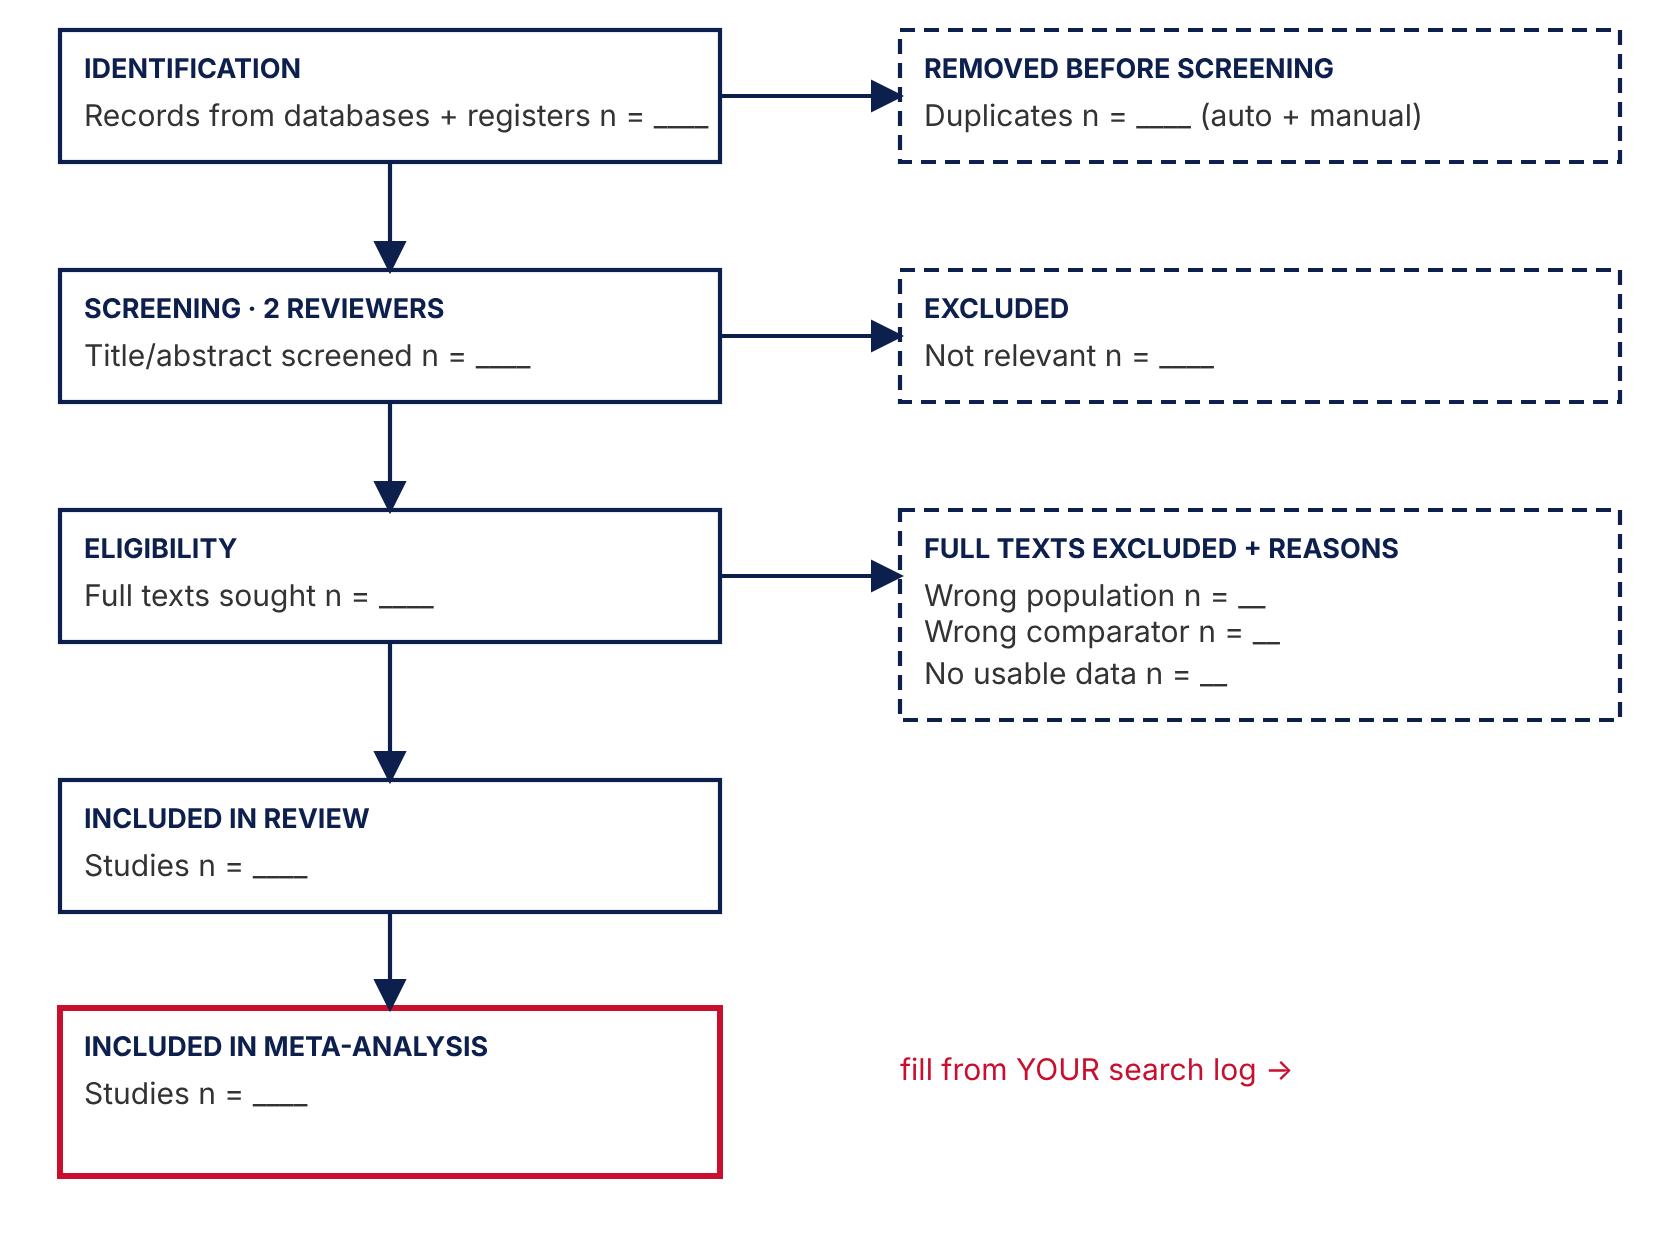 IDENTIFICATION
Records from databases + registers n = ____
REMOVED BEFORE SCREENING
Duplicates n = ____ (auto + manual)
SCREENING · 2 REVIEWERS
Title/abstract screened n = ____
EXCLUDED
Not relevant n = ____
ELIGIBILITY
Full texts sought n = ____
FULL TEXTS EXCLUDED + REASONS
Wrong population n = __
Wrong comparator n = __
No usable data n = __
INCLUDED IN REVIEW
Studies n = ____
INCLUDED IN META-ANALYSIS
Studies n = ____
fill from YOUR search log →